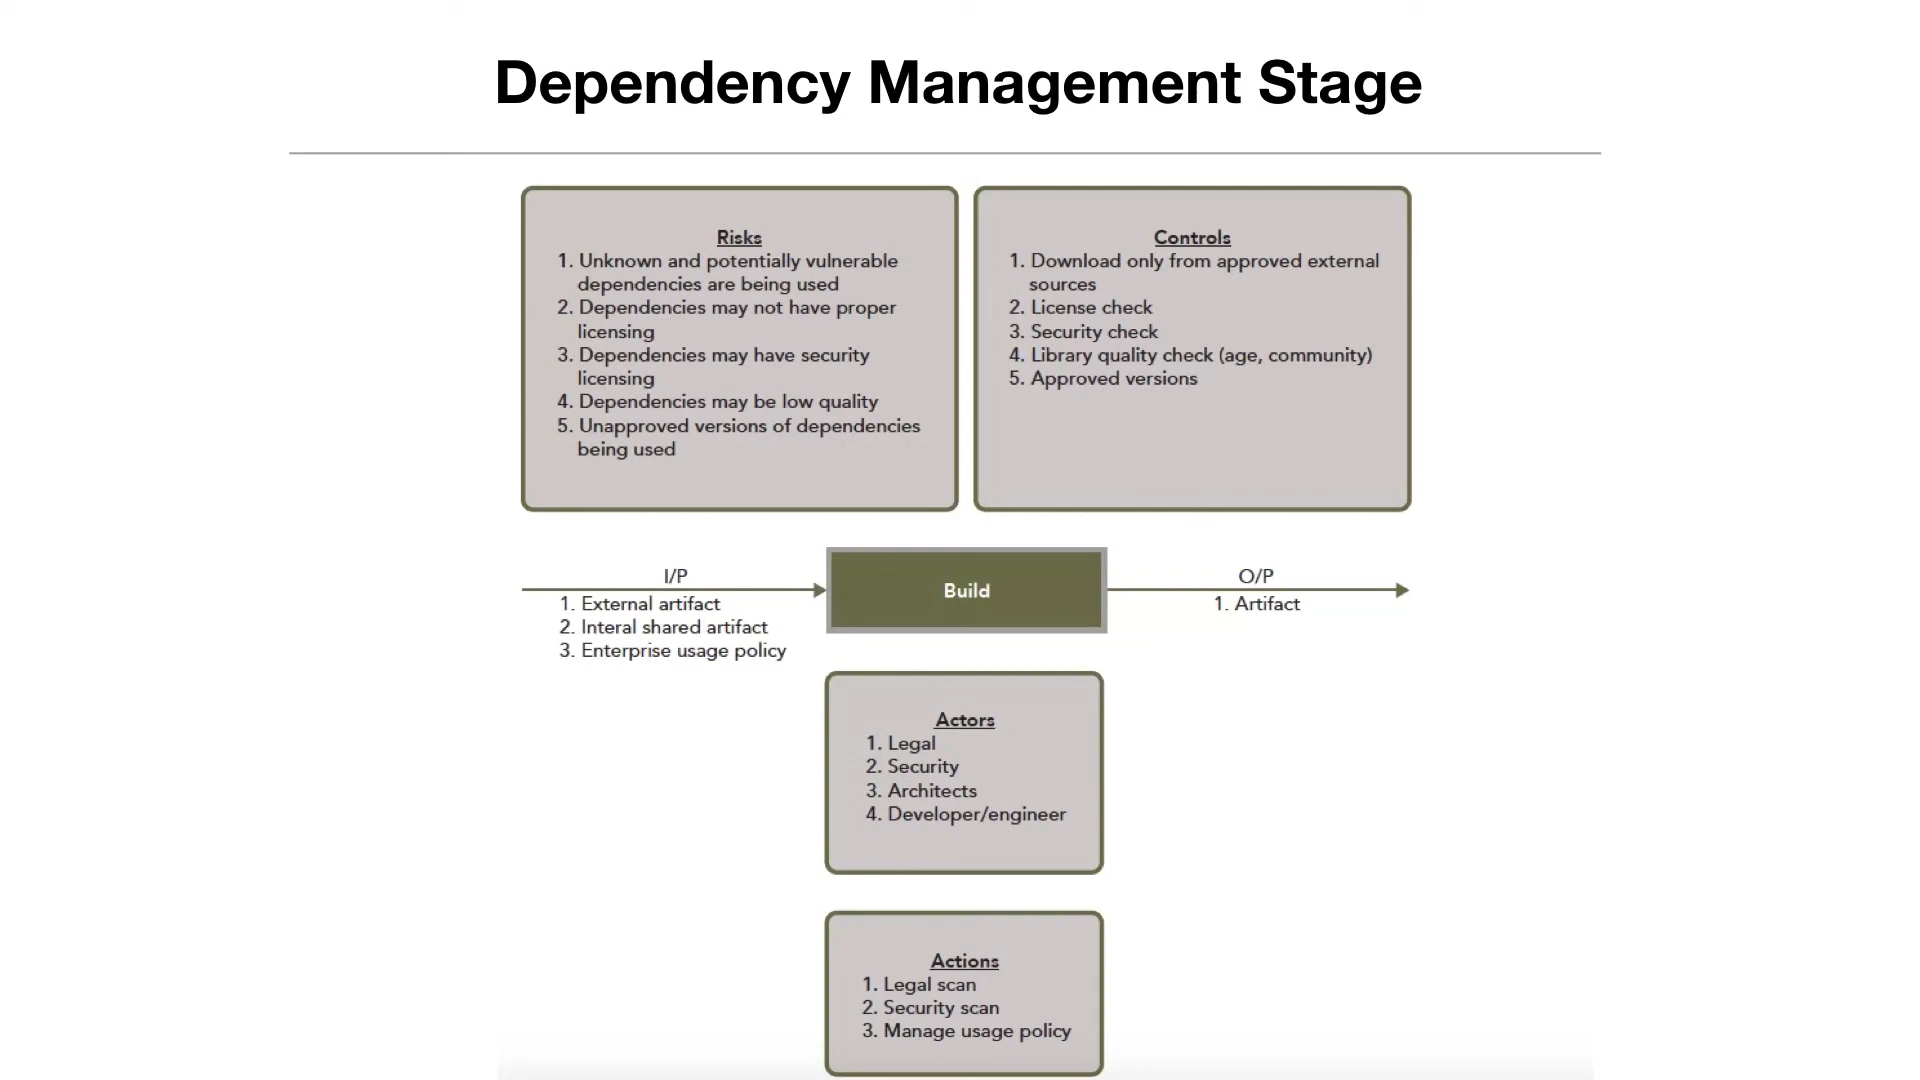 Dependency Management Stage
Risks
1. Unknown and potentially vulnerable
dependencies are being used
2. Dependencies may not have proper
licensing
3. Dependencies may have security
licensing
4. Dependencies may be low quality
5. Unapproved versions of dependencies
being used
Controls
1. Download only from approved external
sources
2. License check
3. Security check
4. Library quality check (age, community)
5. Approved versions
I/P
1. External artifact
2. Interal shared artifact
3. Enterprise usage policy
Build
O/P
1. Artifact
Actors
1. Legal
2. Security
3. Architects
4. Developer/engineer
Actions
1. Legal scan
2. Security scan
3. Manage usage policy